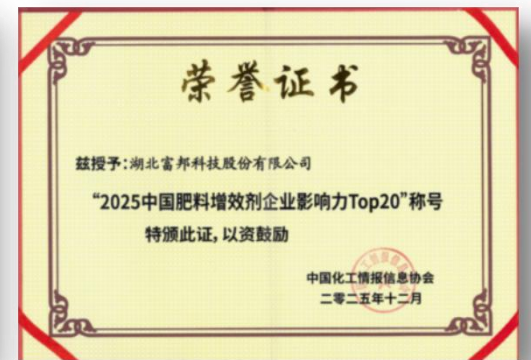 荣誉证书
兹授予：湖北富邦科技股份有限公司
“2025中国肥料增效剂企业影响力Top20”称号
特颁此证，以资鼓励
中国化工情报信息协会
二零二五年十二月